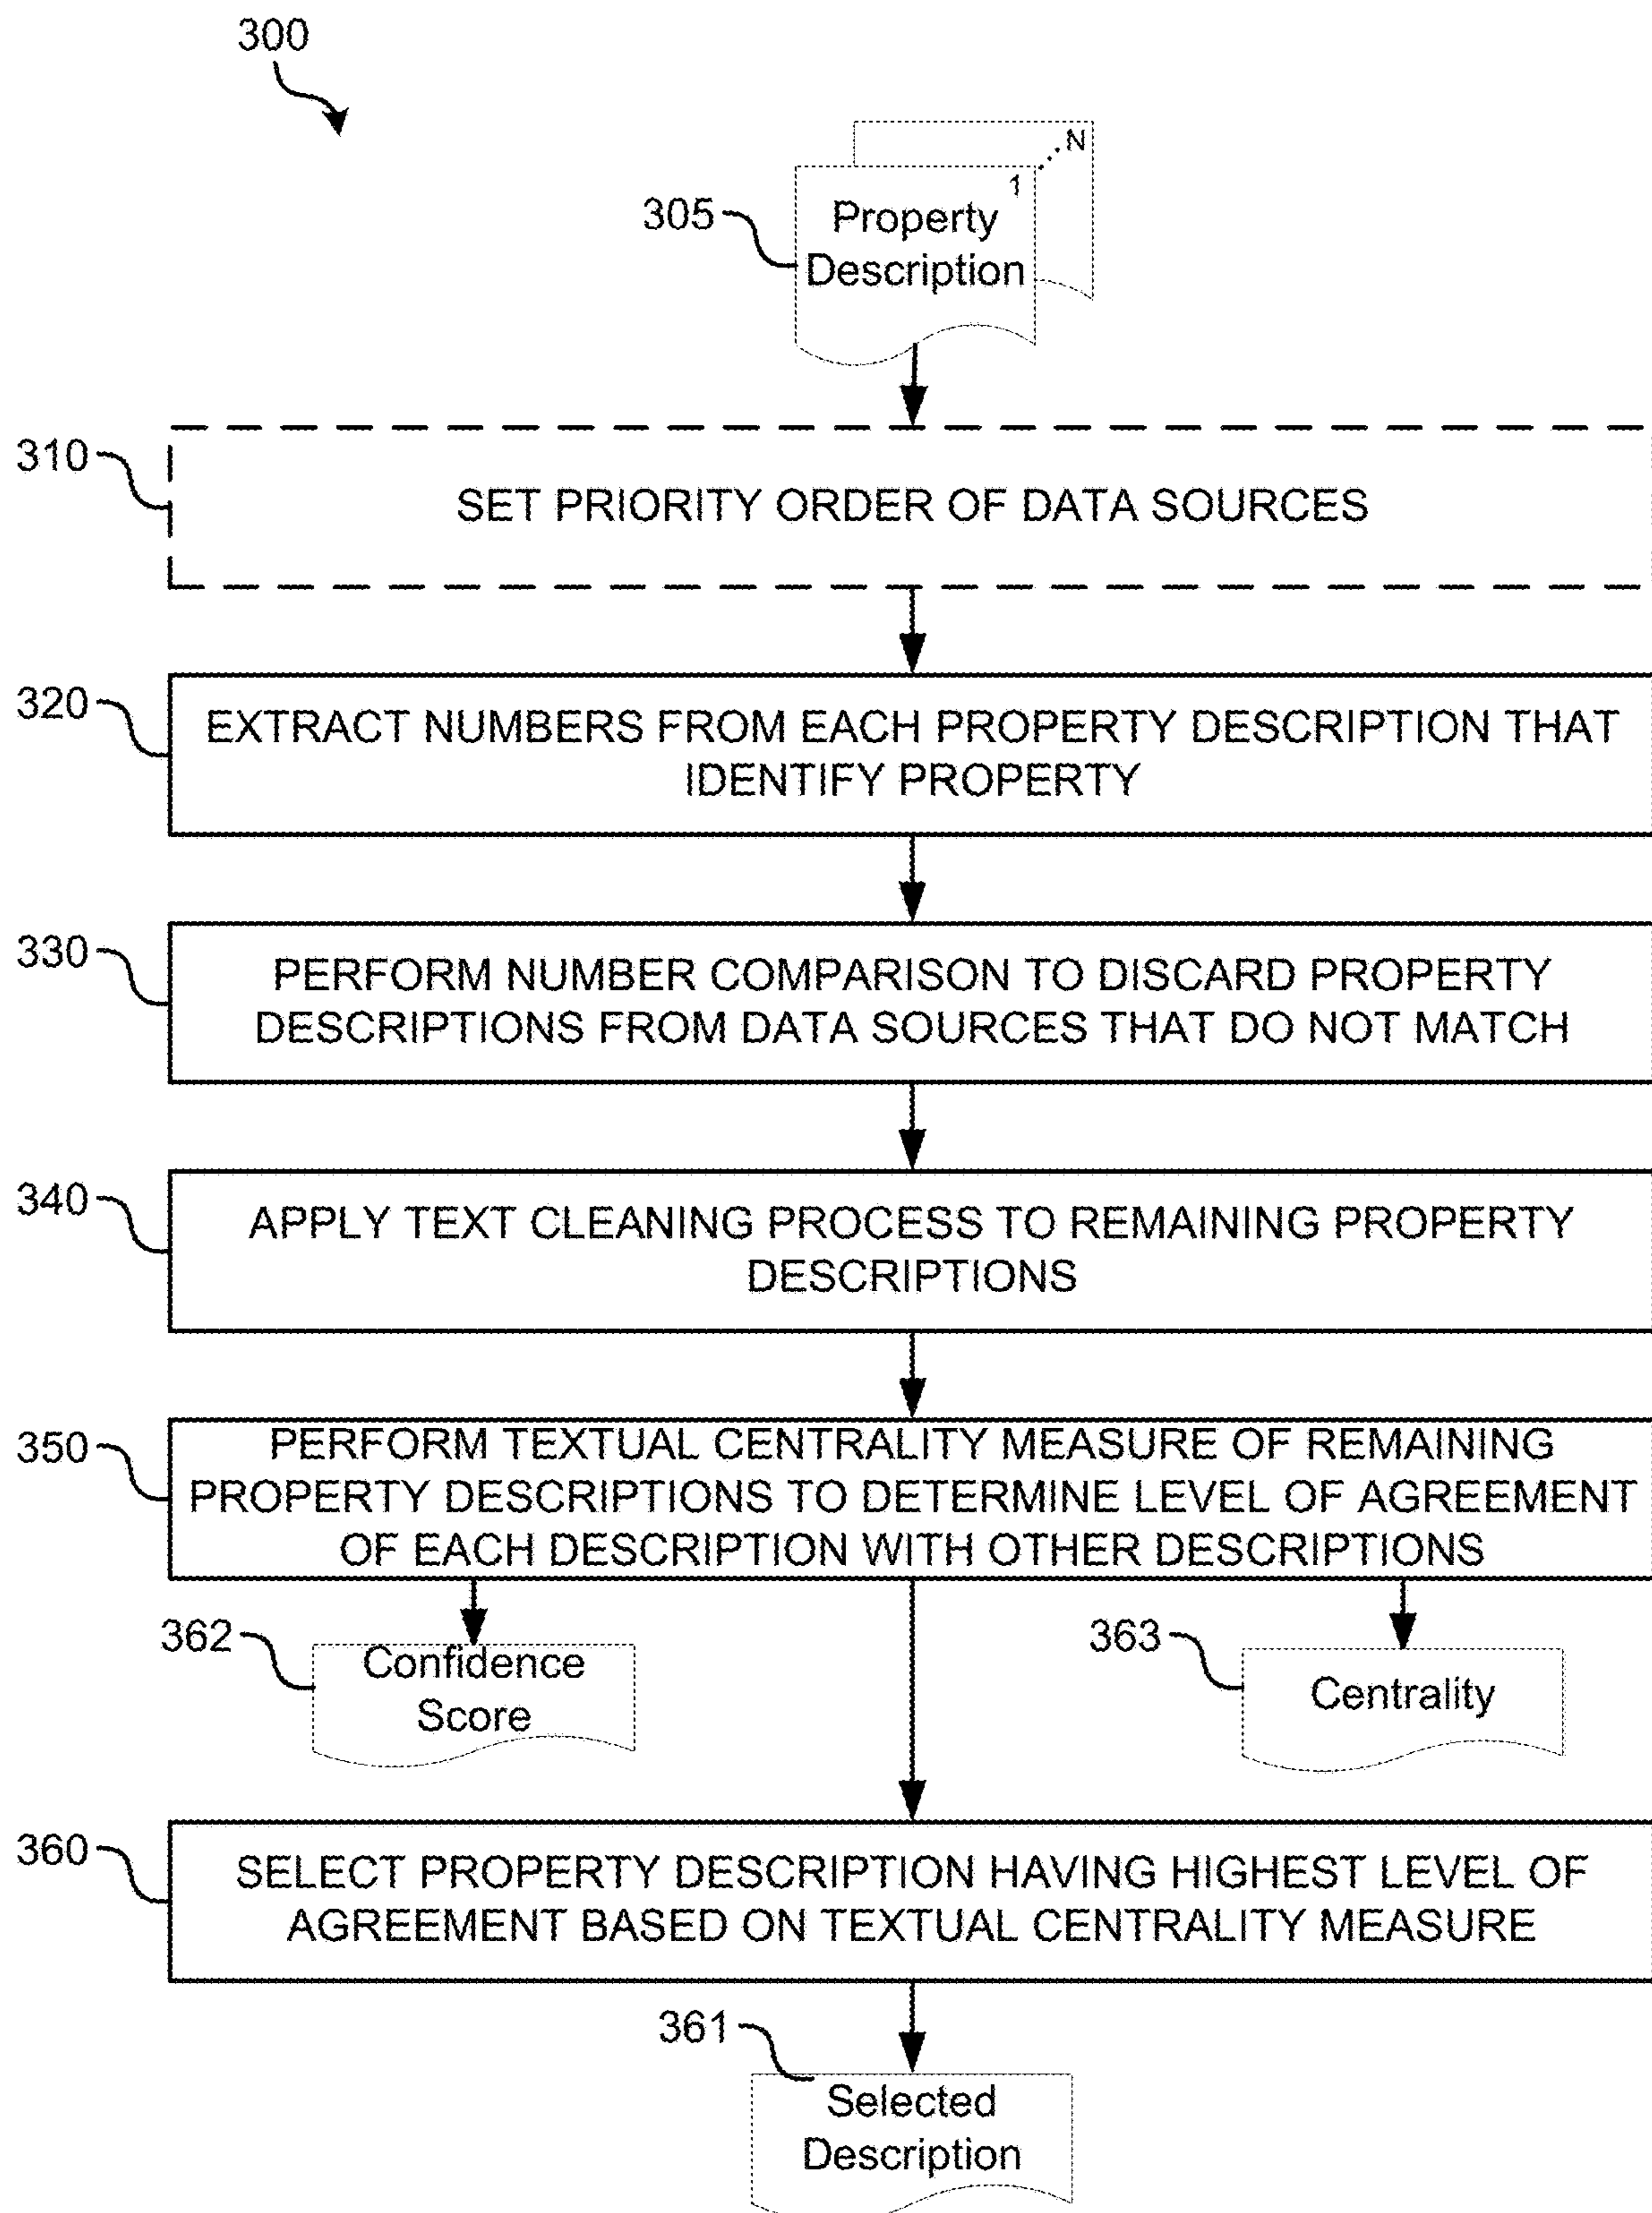 300
N
1
305
Property
Description
310
SET PRIORITY ORDER OF DATA SOURCES
320
EXTRACT NUMBERS FROM EACH PROPERTY DESCRIPTION THAT
IDENTIFY PROPERTY
330
PERFORM NUMBER COMPARISON TO DISCARD PROPERTY
DESCRIPTIONS FROM DATA SOURCES THAT DO NOT MATCH
340
APPLY TEXT CLEANING PROCESS TO REMAINING PROPERTY
DESCRIPTIONS
350
PERFORM TEXTUAL CENTRALITY MEASURE OF REMAINING
PROPERTY DESCRIPTIONS TO DETERMINE LEVEL OF AGREEMENT
OF EACH DESCRIPTION WITH OTHER DESCRIPTIONS
362
Confidence
Score
363
Centrality
360
SELECT PROPERTY DESCRIPTION HAVING HIGHEST LEVEL OF
AGREEMENT BASED ON TEXTUAL CENTRALITY MEASURE
361
Selected
Description